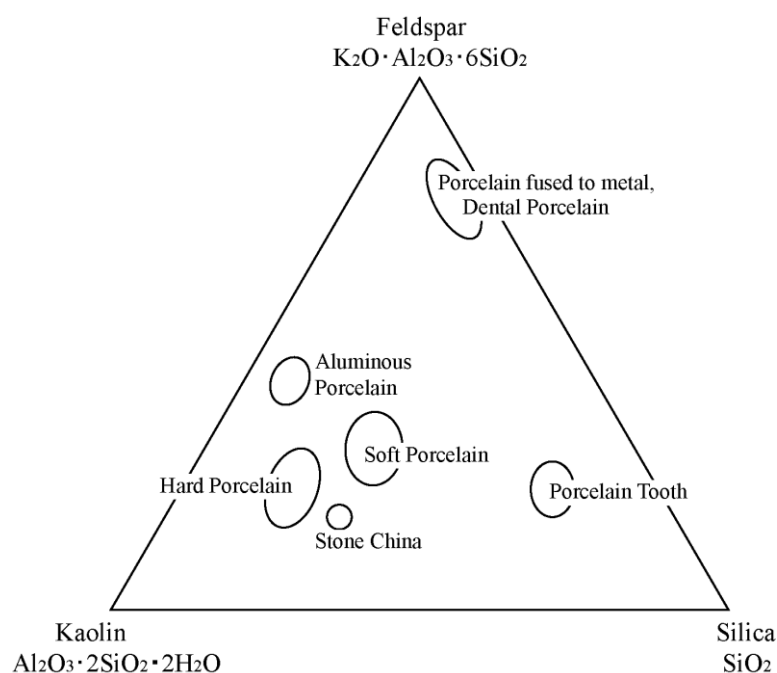 Feldspar
K₂O·Al₂O₃·6SiO₂
Porcelain fused to metal,
Dental Porcelain
Aluminous
Porcelain
Soft Porcelain
Hard Porcelain
Porcelain Tooth
Stone China
Kaolin
Al₂O₃·2SiO₂·2H₂O
Silica
SiO₂